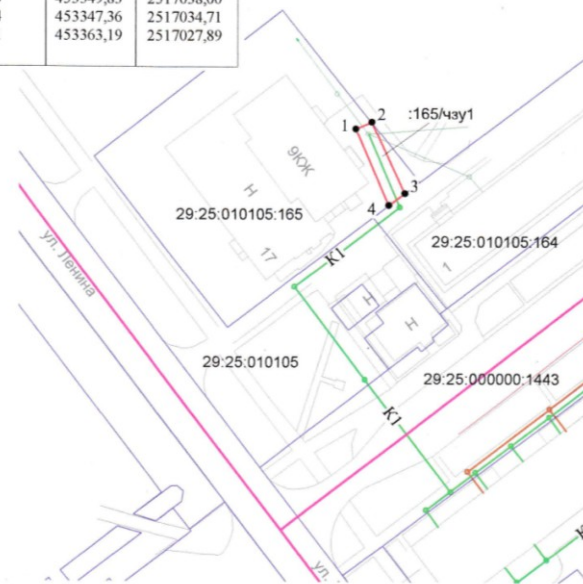 453347,36 2517034,71
453363,19 2517027,89
1
2
:165/чзу1
9КЖ
3
4
Н
29:25:010105:165
17
К1
29:25:010105:164
1
ул. Ленина
Н
Н
29:25:010105
29:25:000000:1443
К1
ул.